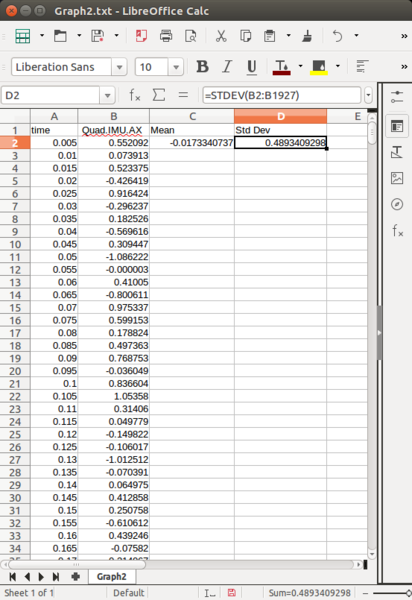 Graph2.txt - LibreOffice Calc
Liberation Sans 10
B I U
D2 =STDEV(B2:B1927)
A B C D E
1 time Quad.IMU.AX Mean Std Dev
2 0.005 0.552092 -0.0173340737 0.4893409298
3 0.01 0.073913
4 0.015 0.523375
5 0.02 -0.426419
6 0.025 0.916424
7 0.03 -0.296237
8 0.035 0.182526
9 0.04 -0.569616
10 0.045 0.309447
11 0.05 -1.086222
12 0.055 -0.000003
13 0.06 0.41005
14 0.065 -0.800611
15 0.07 0.975337
16 0.075 0.599153
17 0.08 0.178824
18 0.085 0.497363
19 0.09 0.768753
20 0.095 -0.036049
21 0.1 0.836604
22 0.105 1.05358
23 0.11 0.31406
24 0.115 0.049779
25 0.12 -0.149822
26 0.125 -0.106017
27 0.13 -1.012512
28 0.135 -0.070391
29 0.14 0.064975
30 0.145 0.412858
31 0.15 0.250758
32 0.155 -0.610612
33 0.16 0.439246
34 0.165 -0.07582
Graph2
Sheet 1 of 1 Default Sum=0.4893409298